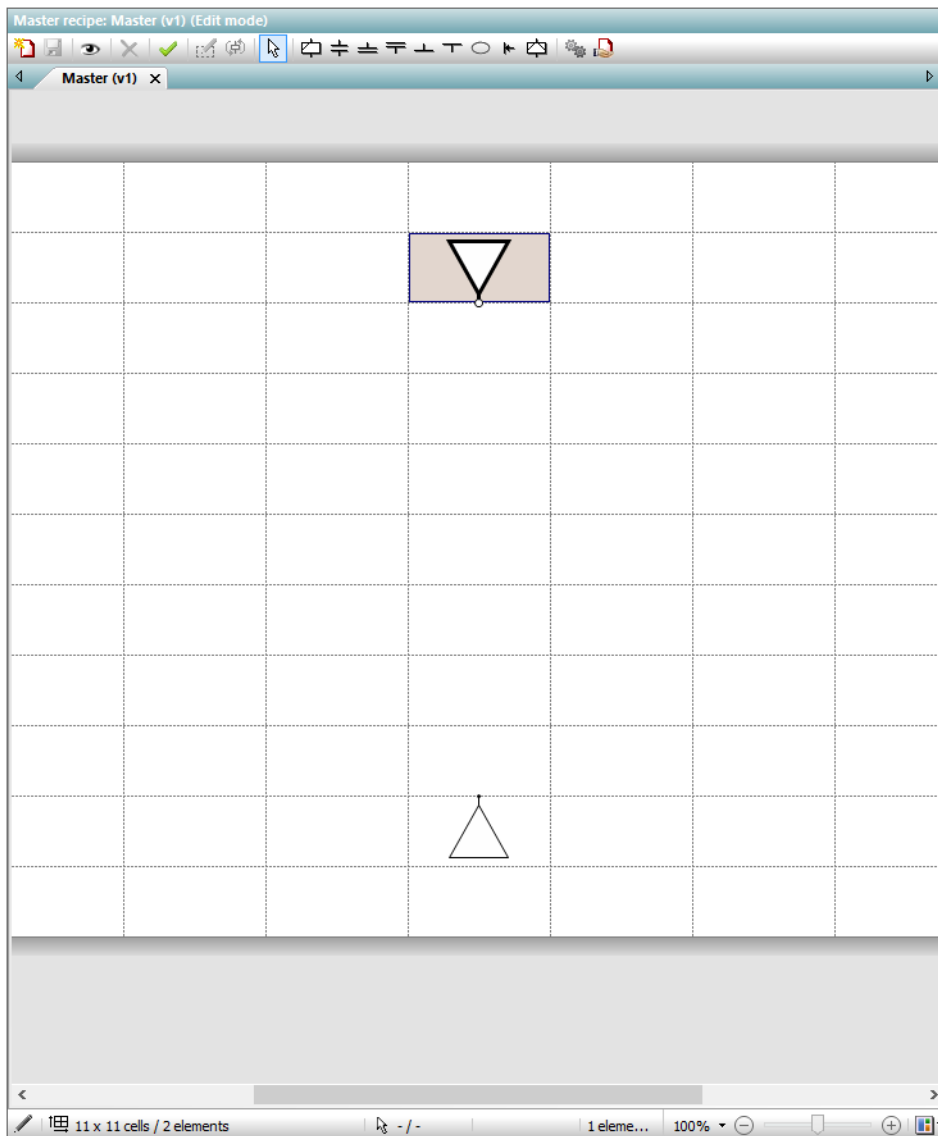 Master recipe: Master (v1) (Edit mode)
Master (v1)
11 x 11 cells / 2 elements
- / -
1 eleme...
100%